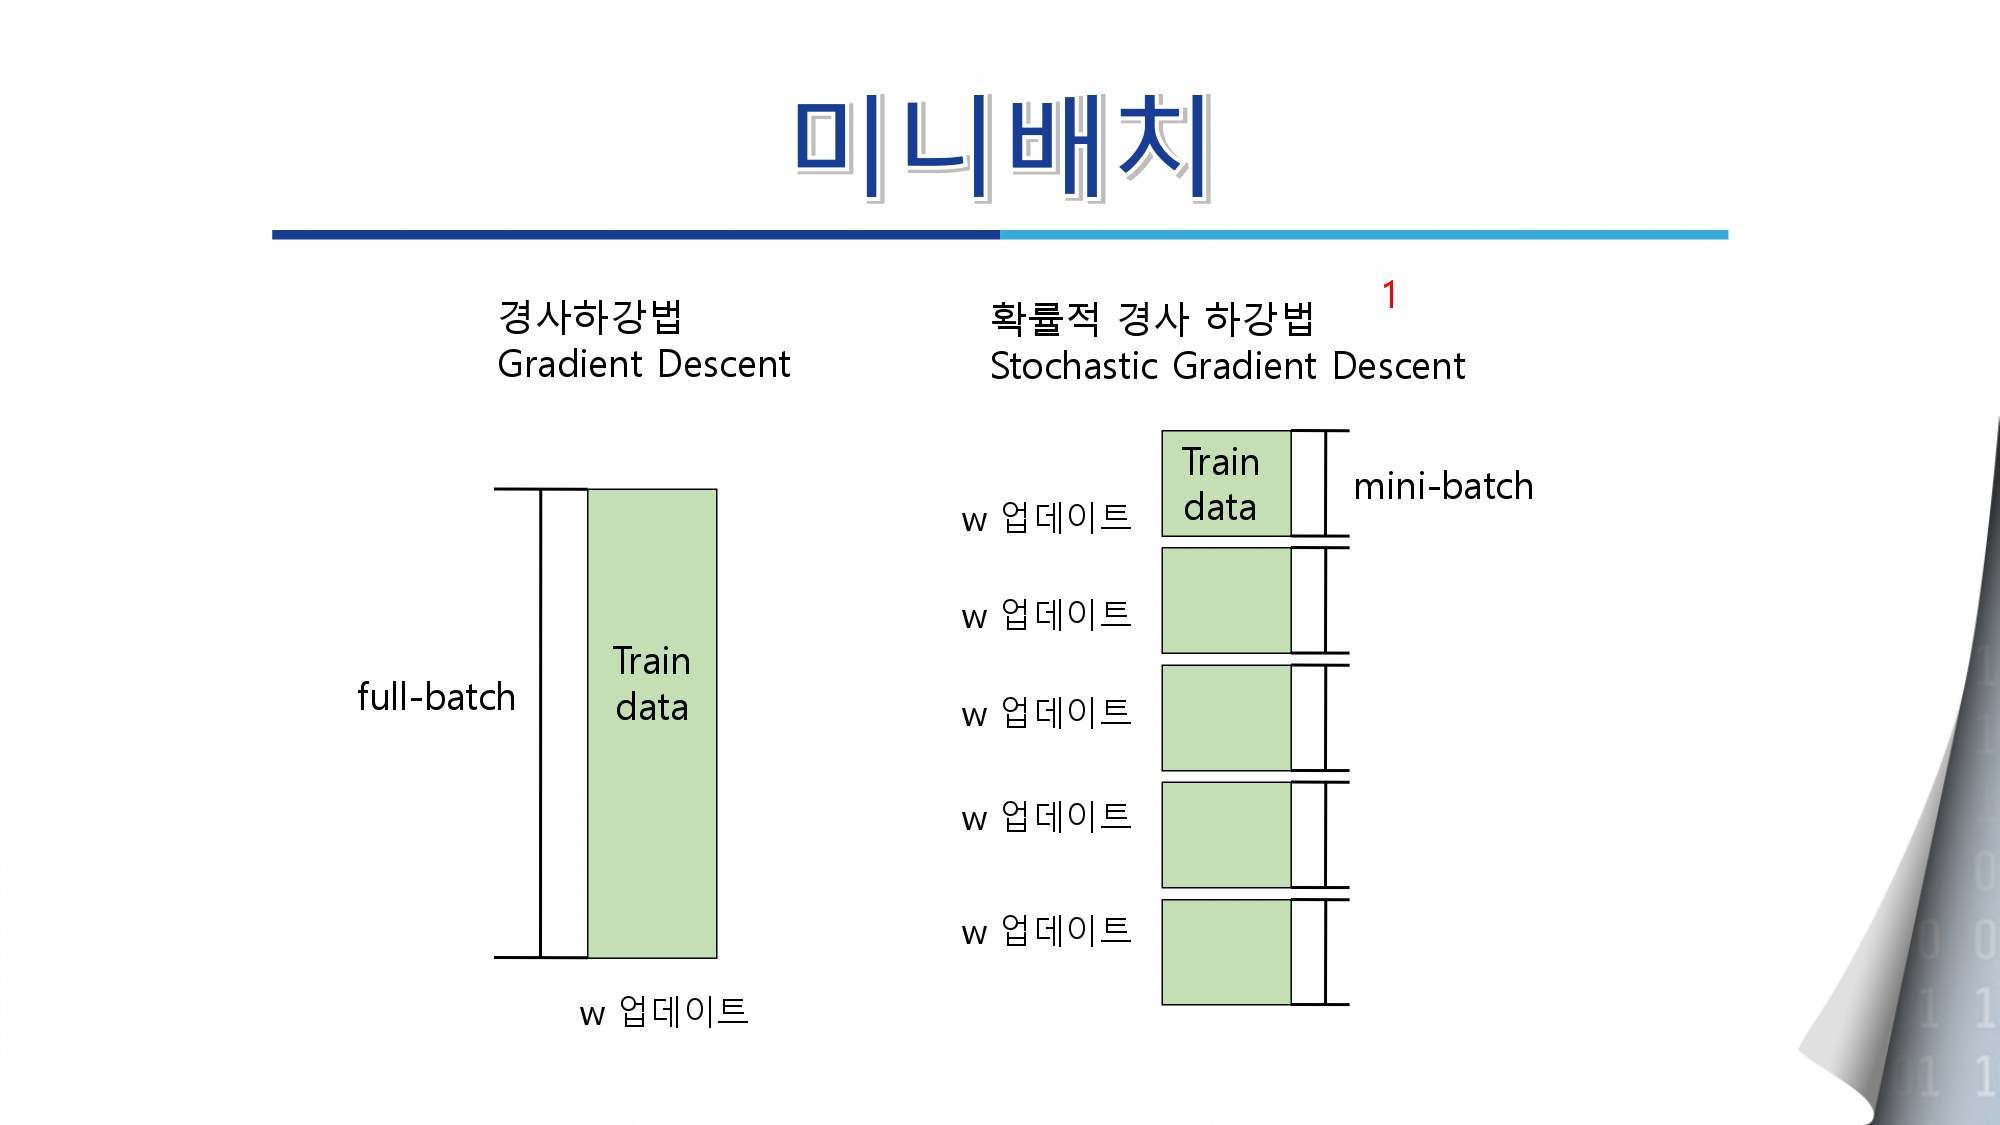 미니배치
경사하강법
Gradient Descent
full-batch
Train
data
w 업데이트
확률적 경사 하강법
1
Stochastic Gradient Descent
Train
data
mini-batch
w 업데이트
w 업데이트
w 업데이트
w 업데이트
w 업데이트